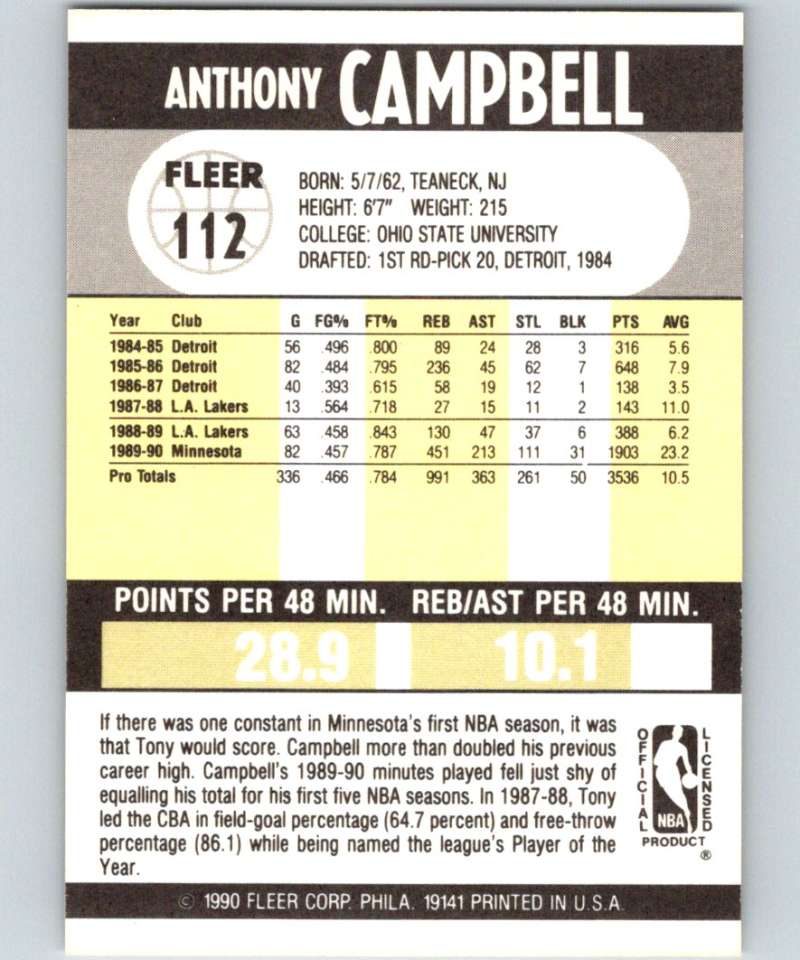 ANTHONY CAMPBELL
FLEER
112
BORN: 5/7/62, TEANECK, NJ
HEIGHT: 6'7" WEIGHT: 215
COLLEGE: OHIO STATE UNIVERSITY
DRAFTED: 1ST RD-PICK 20, DETROIT, 1984
Year Club G FG% FT% REB AST STL BLK PTS AVG
1984-85 Detroit 56 .496 .800 89 24 28 3 316 5.6
1985-86 Detroit 82 .484 .795 236 45 62 7 648 7.9
1986-87 Detroit 40 .393 .615 58 19 12 1 138 3.5
1987-88 L.A. Lakers 13 .564 .718 27 15 11 2 143 11.0
1988-89 L.A. Lakers 63 .458 .843 130 47 37 6 388 6.2
1989-90 Minnesota 82 .457 .787 451 213 111 31 1903 23.2
Pro Totals 336 .466 .784 991 363 261 50 3536 10.5
POINTS PER 48 MIN. REB/AST PER 48 MIN.
28.9 10.1
If there was one constant in Minnesota's first NBA season, it was
that Tony would score. Campbell more than doubled his previous
career high. Campbell's 1989-90 minutes played fell just shy of
equalling his total for his first five NBA seasons. In 1987-88, Tony
led the CBA in field-goal percentage (64.7 percent) and free-throw
percentage (86.1) while being named the league's Player of the
Year.
OFFICIAL
LICENSED
NBA
PRODUCT
®
© 1990 FLEER CORP. PHILA. 19141 PRINTED IN U.S.A.